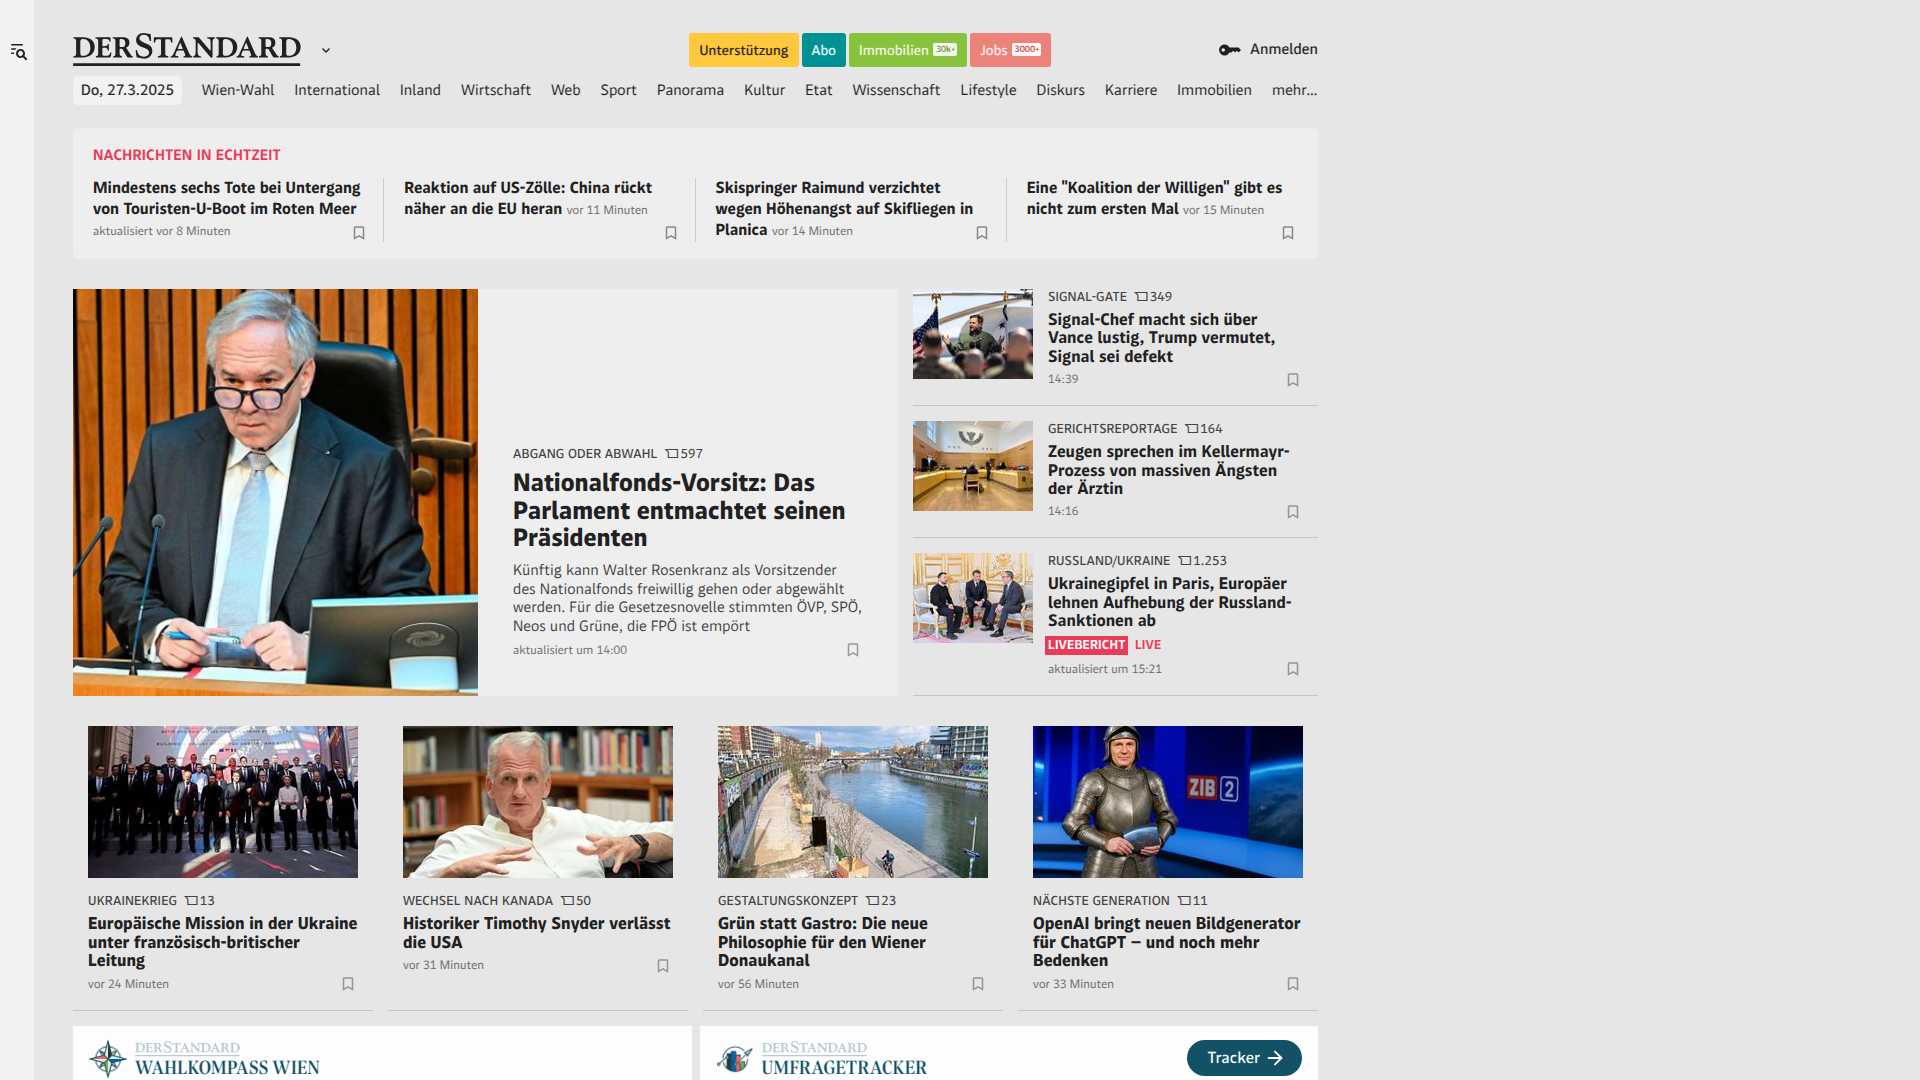 DERSTANDARD
Unterstützung
Abo
Immobilien 30k+
Jobs 3000+
Anmelden
Do, 27.3.2025
Wien-Wahl
International
Inland
Wirtschaft
Web
Sport
Panorama
Kultur
Etat
Wissenschaft
Lifestyle
Diskurs
Karriere
Immobilien
mehr...
NACHRICHTEN IN ECHTZEIT
Mindestens sechs Tote bei Untergang
von Touristen-U-Boot im Roten Meer
aktualisiert vor 8 Minuten
Reaktion auf US-Zölle: China rückt
näher an die EU heran vor 11 Minuten
Skispringer Raimund verzichtet
wegen Höhenangst auf Skifliegen in
Planica vor 14 Minuten
Eine "Koalition der Willigen" gibt es
nicht zum ersten Mal vor 15 Minuten
ABGANG ODER ABWAHL 597
Nationalfonds-Vorsitz: Das
Parlament entmachtet seinen
Präsidenten
Künftig kann Walter Rosenkranz als Vorsitzender
des Nationalfonds freiwillig gehen oder abgewählt
werden. Für die Gesetzesnovelle stimmten ÖVP, SPÖ,
Neos und Grüne, die FPÖ ist empört
aktualisiert um 14:00
SIGNAL-GATE 349
Signal-Chef macht sich über
Vance lustig, Trump vermutet,
Signal sei defekt
14:39
GERICHTSREPORTAGE 164
Zeugen sprechen im Kellermayr-
Prozess von massiven Ängsten
der Ärztin
14:16
RUSSLAND/UKRAINE 1.253
Ukrainegipfel in Paris, Europäer
lehnen Aufhebung der Russland-
Sanktionen ab
LIVEBERICHT LIVE
aktualisiert um 15:21
UKRAINEKRIEG 13
Europäische Mission in der Ukraine
unter französisch-britischer
Leitung
vor 24 Minuten
WECHSEL NACH KANADA 50
Historiker Timothy Snyder verlässt
die USA
vor 31 Minuten
GESTALTUNGSKONZEPT 23
Grün statt Gastro: Die neue
Philosophie für den Wiener
Donaukanal
vor 56 Minuten
ZIB 2
NÄCHSTE GENERATION 11
OpenAI bringt neuen Bildgenerator
für ChatGPT – und noch mehr
Bedenken
vor 33 Minuten
DERSTANDARD
WAHLKOMPASS WIEN
DERSTANDARD
UMFRAGETRACKER
Tracker →